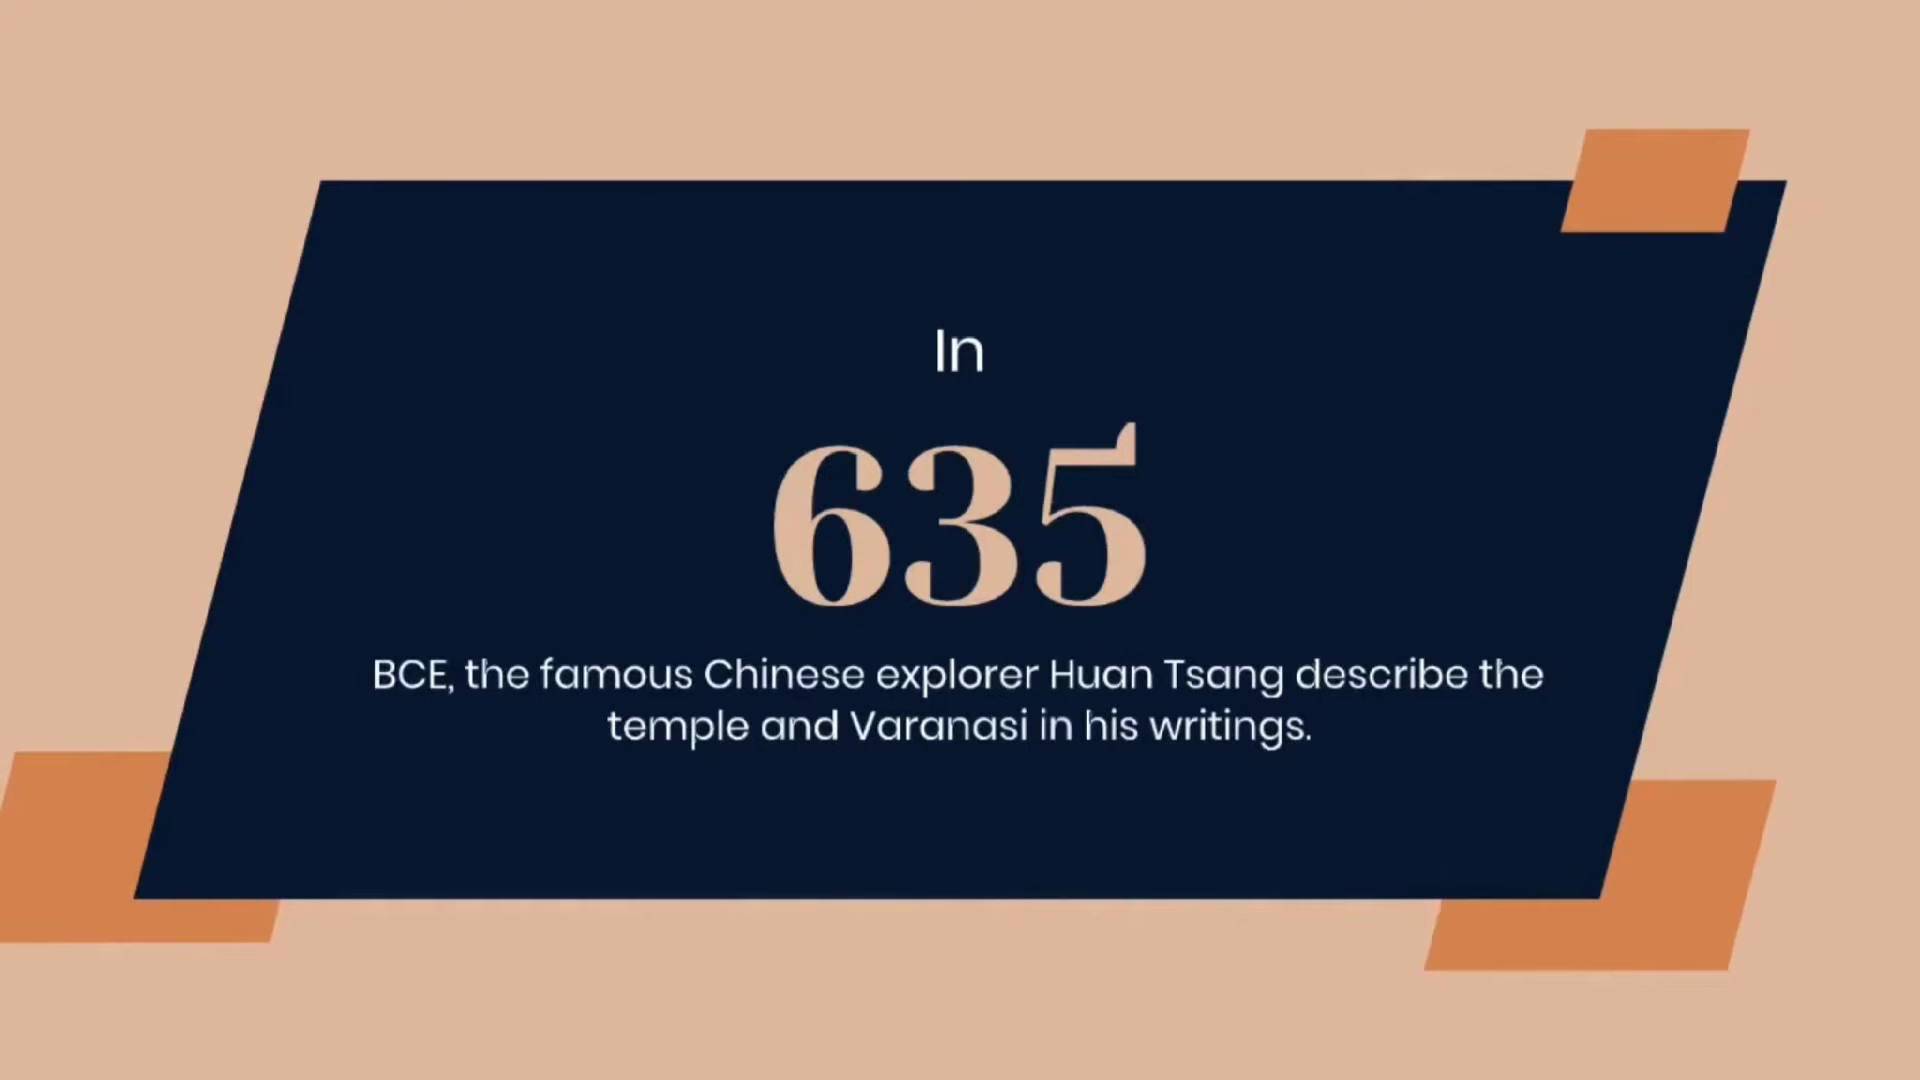 In
635
BCE, the famous Chinese explorer Huan Tsang describe the
temple and Varanasi in his writings.